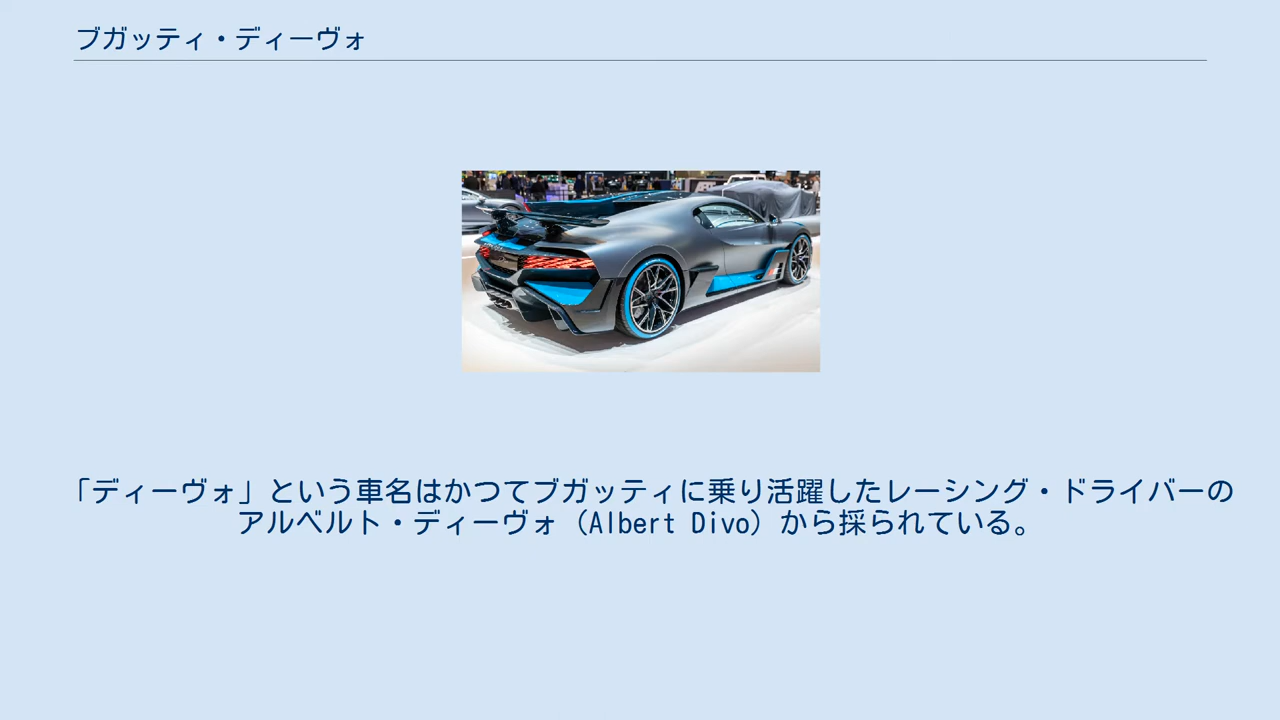 ブガッティ・ディーヴォ
「ディーヴォ」という車名はかつてブガッティに乗り活躍したレーシング・ドライバーの
アルベルト・ディーヴォ（Albert Divo）から採られている。